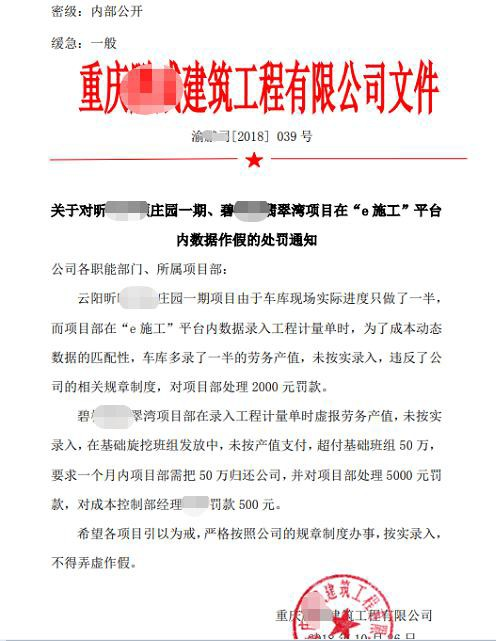 密级：内部公开
缓急：一般
重庆 建筑工程有限公司文件
渝 司[2018] 039 号
关于对昕 庄园一期、碧 翡翠湾项目在“e 施工”平台
内数据作假的处罚通知
公司各职能部门、所属项目部：
云阳昕 庄园一期项目由于车库现场实际进度只做了一半，
而项目部在“e 施工”平台内数据录入工程计量单时，为了成本动态
数据的匹配性，车库多录了一半的劳务产值，未按实录入，违反了公
司的相关规章制度，对项目部处理 2000 元罚款。
碧 翠湾项目部在录入工程计量单时虚报劳务产值，未按实
录入，在基础旋挖班组发放中，未按产值支付，超付基础班组 50 万，
要求一个月内项目部需把 50 万归还公司，并对项目部处理 5000 元罚
款，对成本控制部经理 罚款 500 元。
希望各项目引以为戒，严格按照公司的规章制度办事，按实录入，
不得弄虚作假。
重庆 建筑工程有限公司
2018 年 10 月 26 日
建筑工程有